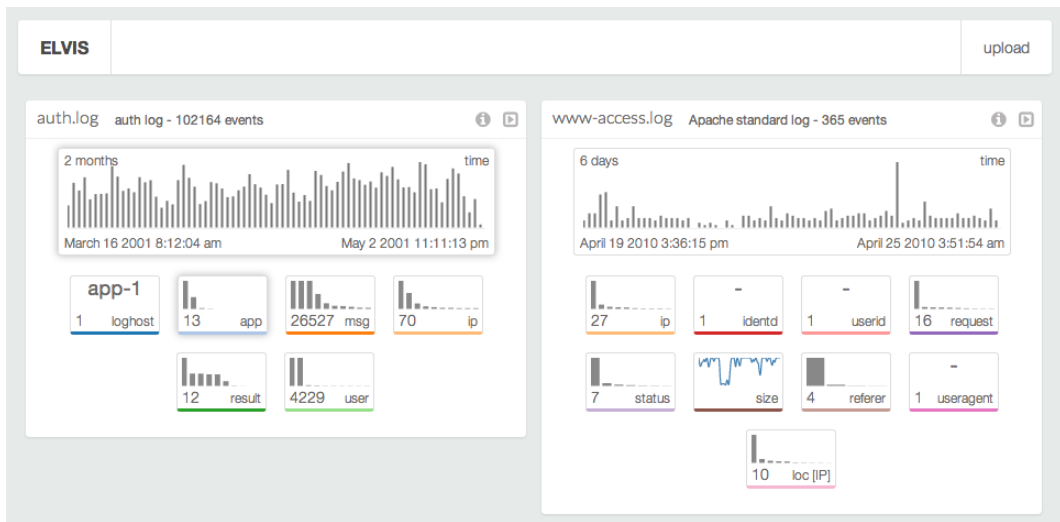 ELVIS upload
auth.log auth log - 102164 events
2 months time
March 16 2001 8:12:04 am May 2 2001 11:11:13 pm
app-1
1 loghost
13 app
26527 msg
70 ip
12 result
4229 user
www-access.log Apache standard log - 365 events
6 days time
April 19 2010 3:36:15 pm April 25 2010 3:51:54 am
27 ip
-
1 identd
-
1 userid
16 request
7 status
size
4 referer
-
1 useragent
10 loc [IP]